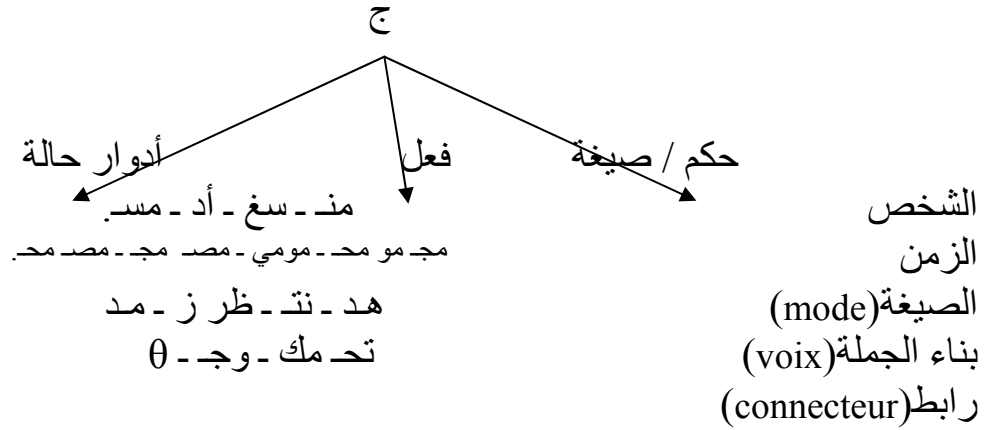 ج
حكم / صيغة فعل أدوار حالة
الشخص منـ ـ سغ ـ أد ـ مسـ.
الزمن مجـ مو محـ ـ مومي ـ مصـ مجـ ـ مصـ محـ.
الصيغة(mode) هـد ـ نتـ ـ ظر ز ـ مـد
بناء الجملة(voix) تحـ مك ـ وجـ ـ θ
رابط(connecteur)